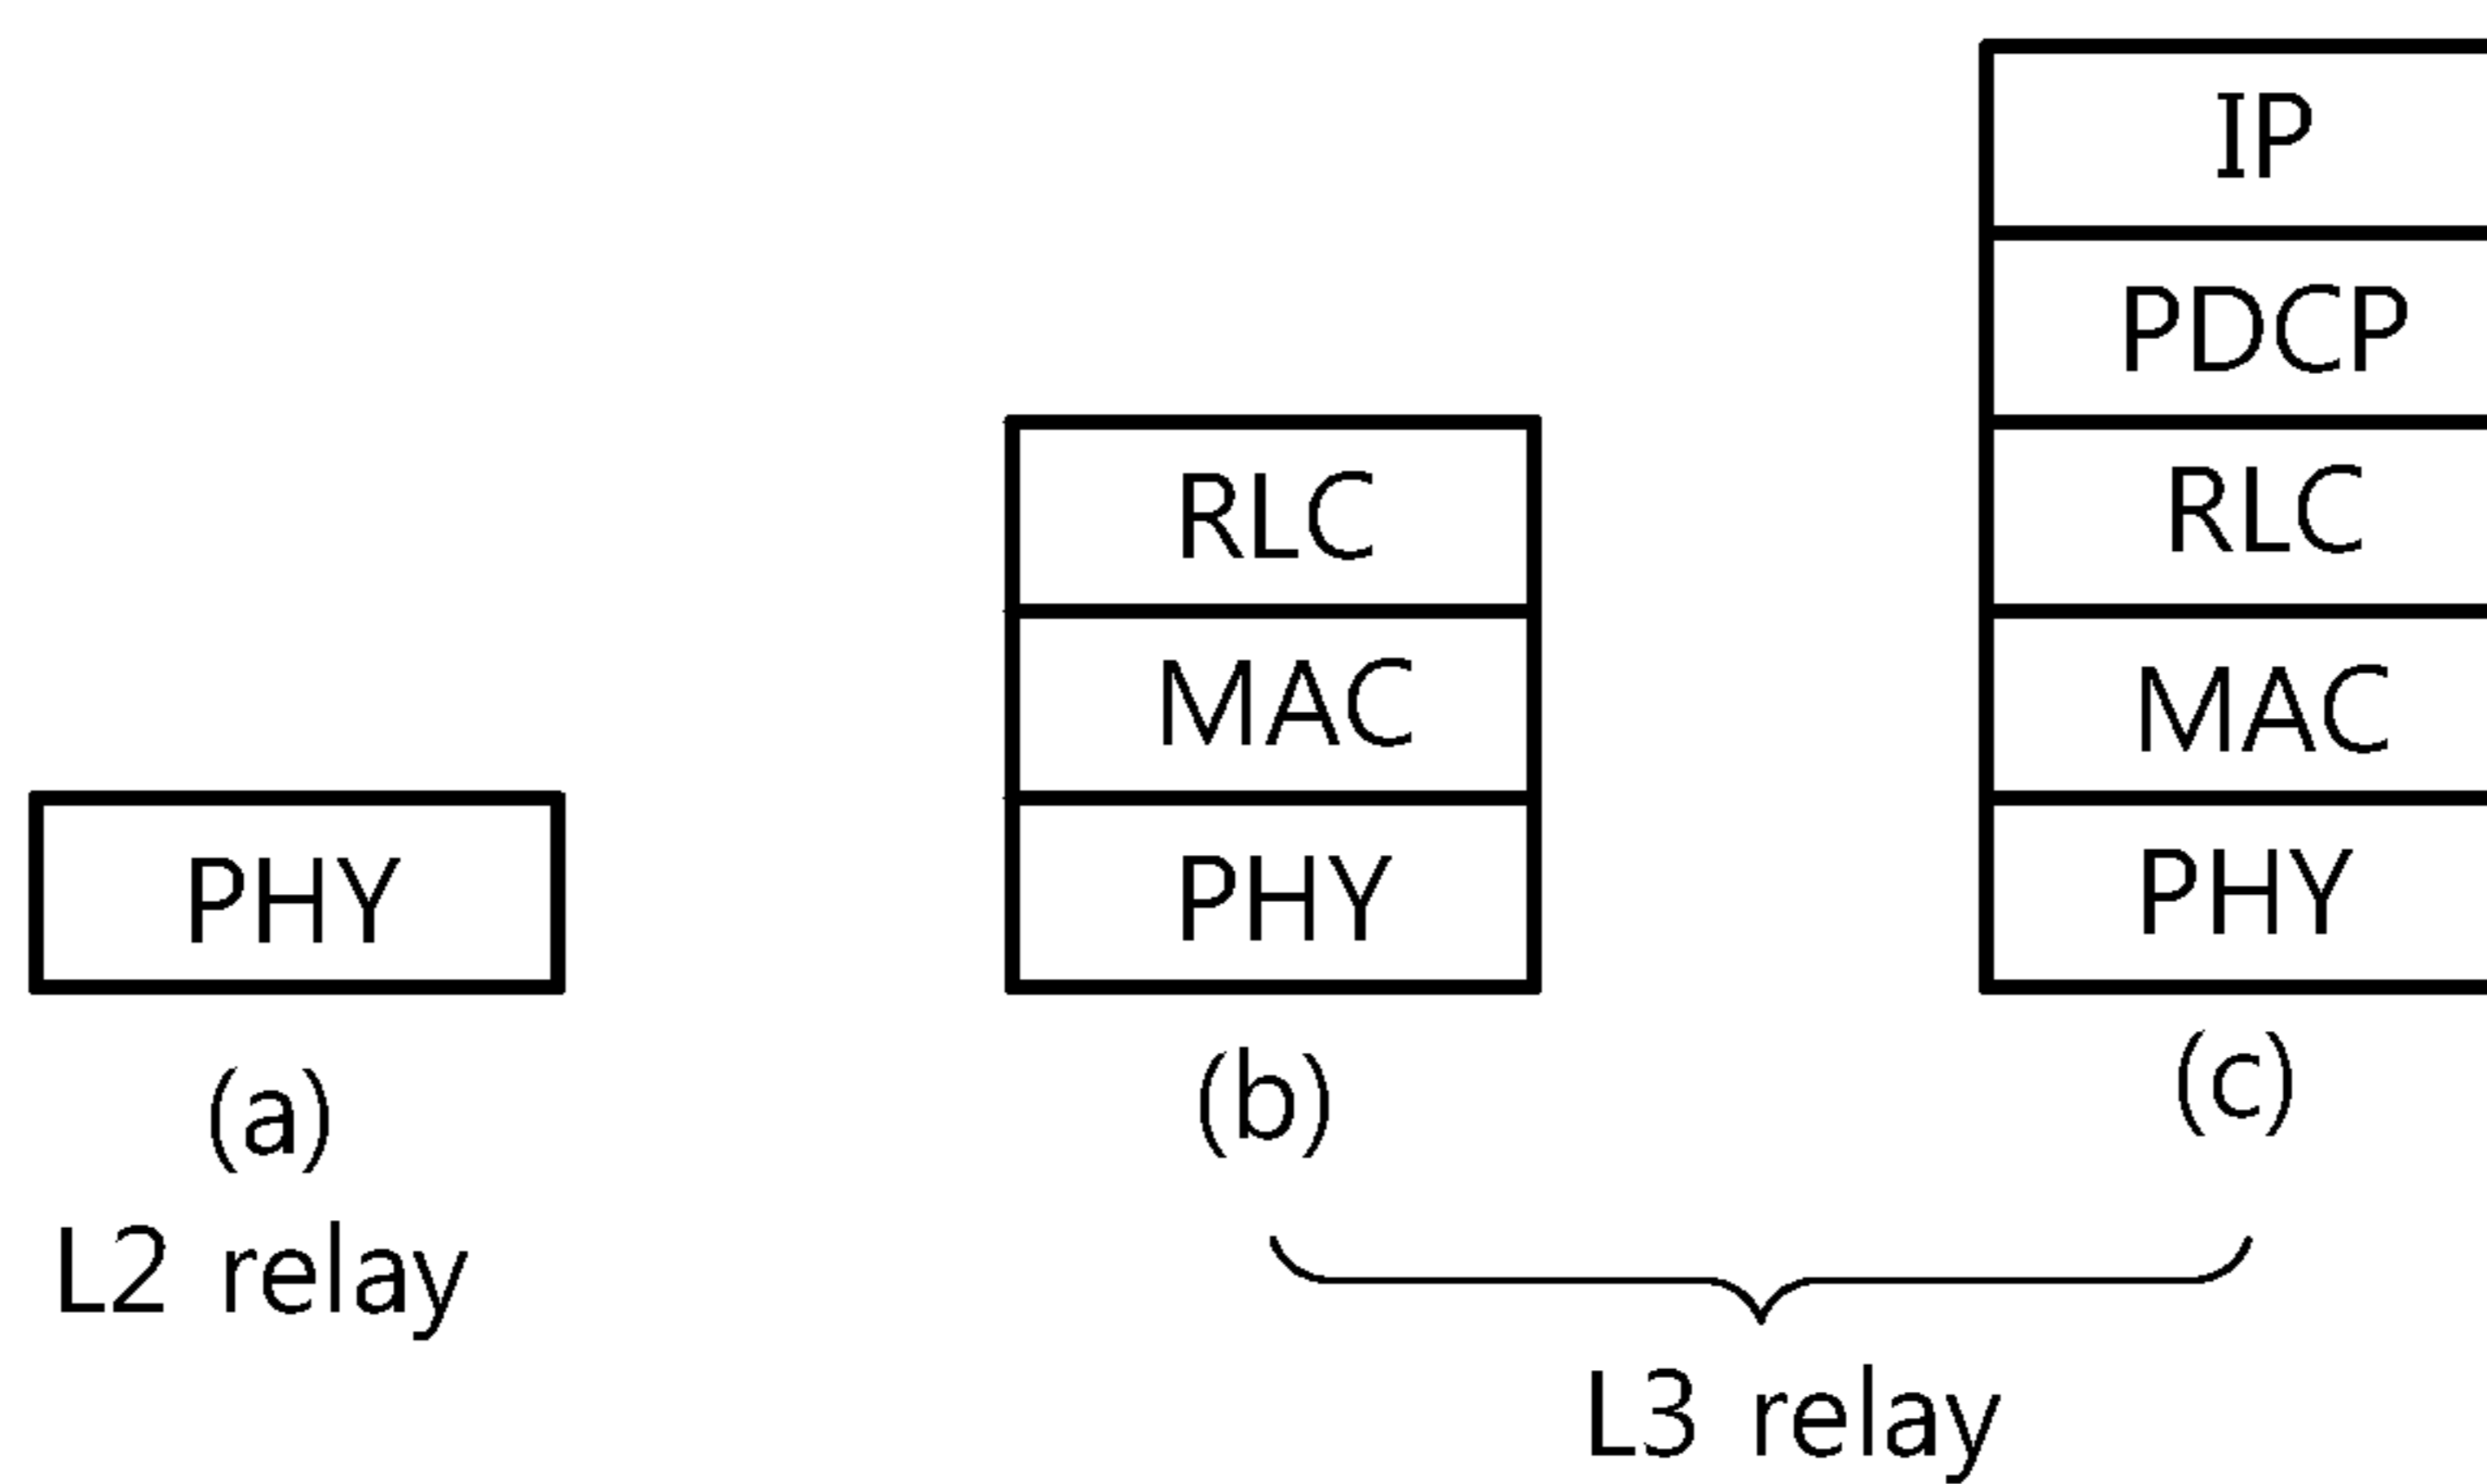 PHY
(a)
L2 relay
RLC
MAC
PHY
(b)
IP
PDCP
RLC
MAC
PHY
(c)
L3 relay